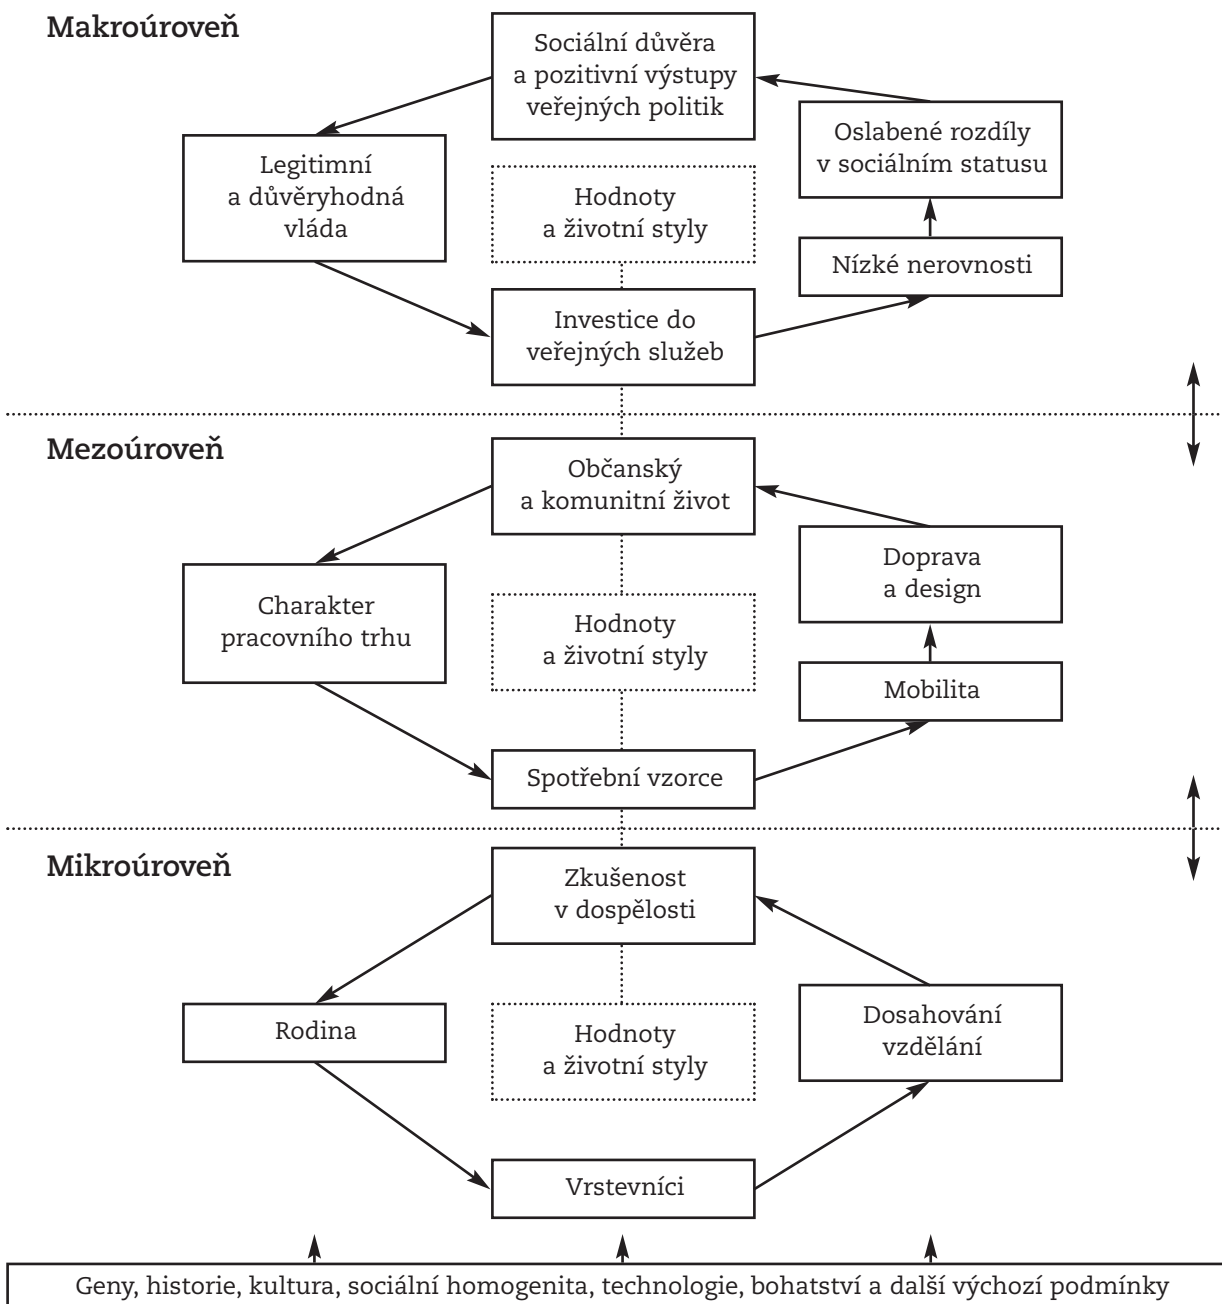 Makroúroveň
Sociální důvěra
a pozitivní výstupy
veřejných politik
Oslabené rozdíly
v sociálním statusu
Legitimní
a důvěryhodná
vláda
Hodnoty
a životní styly
Nízké nerovnosti
Investice do
veřejných služeb
Mezoúroveň
Občanský
a komunitní život
Doprava
a design
Charakter
pracovního trhu
Hodnoty
a životní styly
Mobilita
Spotřební vzorce
Mikroúroveň
Zkušenost
v dospělosti
Rodina
Hodnoty
a životní styly
Dosahování
vzdělání
Vrstevníci
Geny, historie, kultura, sociální homogenita, technologie, bohatství a další výchozí podmínky